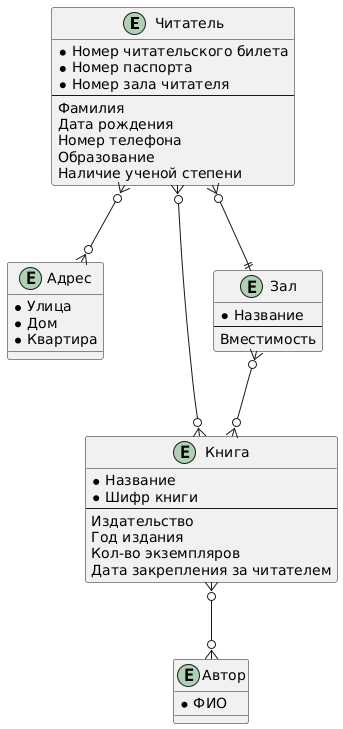 E Читатель
Номер читательского билета
Номер паспорта
Номер зала читателя
Фамилия
Дата рождения
Номер телефона
Образование
Наличие ученой степени
E Адрес
Улица
Дом
Квартира
E Зал
Название
Вместимость
E Книга
Название
Шифр книги
Издательство
Год издания
Кол-во экземпляров
Дата закрепления за читателем
E Автор
ФИО